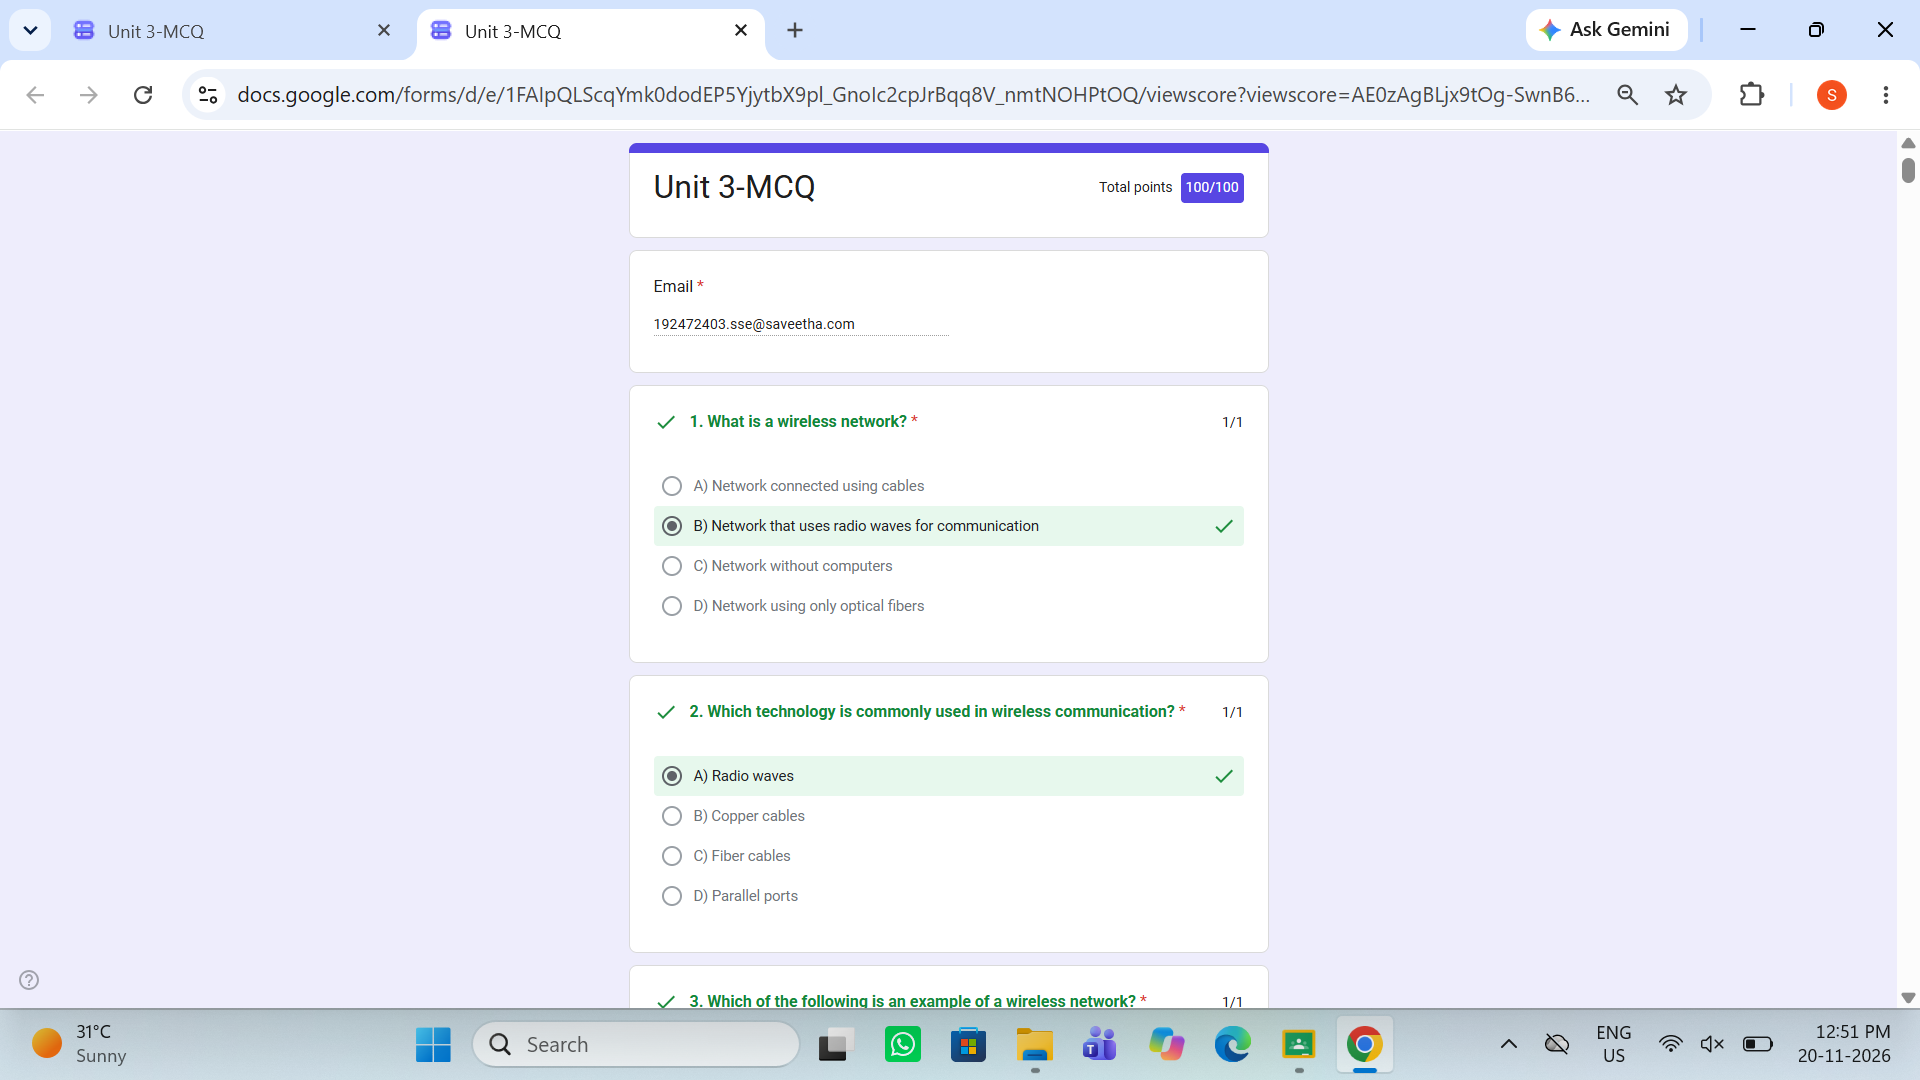 Unit 3-MCQ
Unit 3-MCQ
Ask Gemini
docs.google.com/forms/d/e/1FAIpQLScqYmk0dodEP5YjytbX9pl_GnoIc2cpJrBqq8V_nmtNOHPtOQ/viewscore?viewscore=AE0zAgBLjx9tOg-SwnB6...
S
Unit 3-MCQ
Total points 100/100
Email *
192472403.sse@saveetha.com
1. What is a wireless network? * 1/1
A) Network connected using cables
B) Network that uses radio waves for communication
C) Network without computers
D) Network using only optical fibers
2. Which technology is commonly used in wireless communication? * 1/1
A) Radio waves
B) Copper cables
C) Fiber cables
D) Parallel ports
3. Which of the following is an example of a wireless network? * 1/1
31°C
Sunny
Search
ENG
US
12:51 PM
20-11-2026